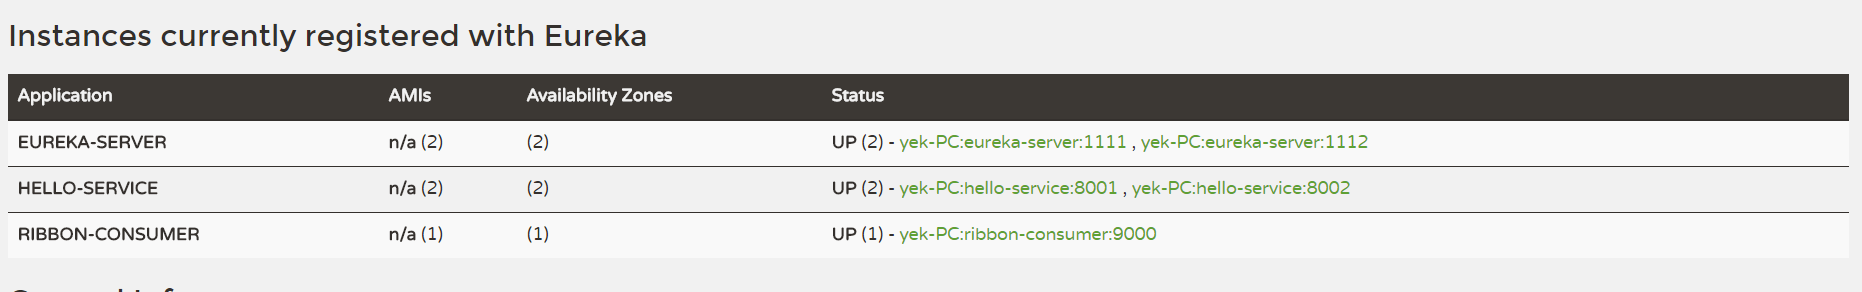 Instances currently registered with Eureka
Application AMIs Availability Zones Status
EUREKA-SERVER n/a (2) (2) UP (2) - yek-PC:eureka-server:1111 , yek-PC:eureka-server:1112
HELLO-SERVICE n/a (2) (2) UP (2) - yek-PC:hello-service:8001 , yek-PC:hello-service:8002
RIBBON-CONSUMER n/a (1) (1) UP (1) - yek-PC:ribbon-consumer:9000